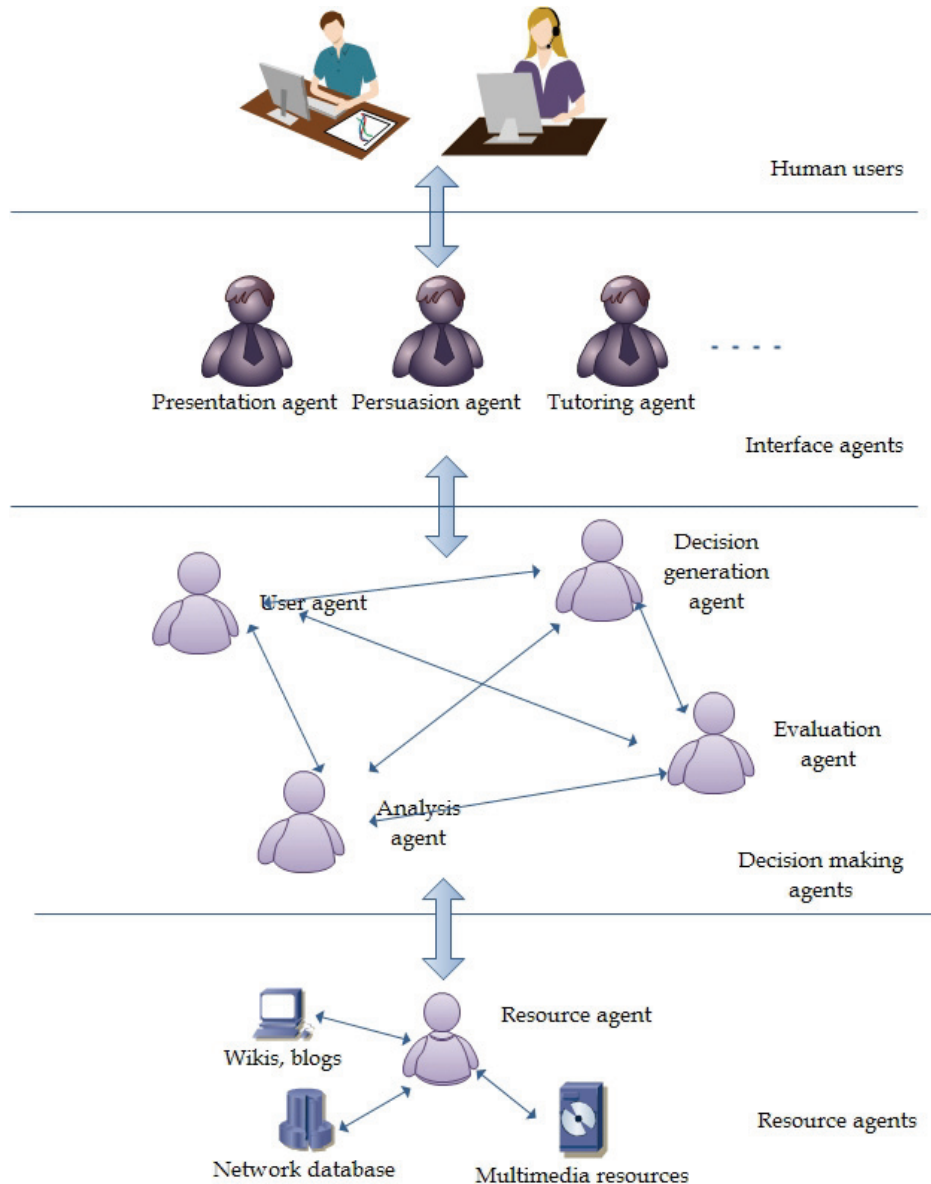 Human users
Presentation agent
Persuasion agent
Tutoring agent
Interface agents
Decision
generation
agent
User agent
Evaluation
agent
Analysis
agent
Decision making
agents
Resource agent
Wikis, blogs
Resource agents
Network database
Multimedia resources